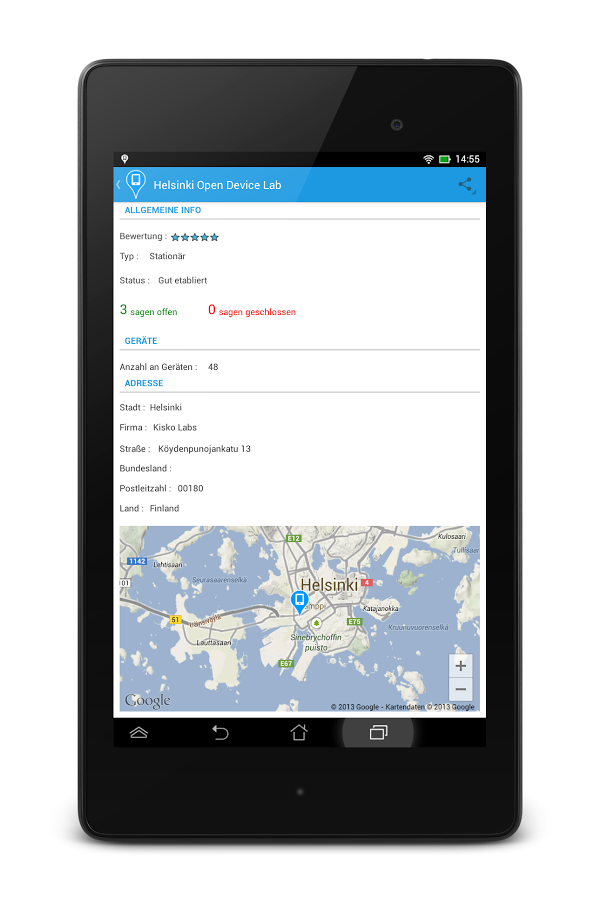 14:55
Helsinki Open Device Lab
ALLGEMEINE INFO
Bewertung :
Typ : Stationär
Status : Gut etabliert
3 sagen offen 0 sagen geschlossen
GERÄTE
Anzahl an Geräten : 48
ADRESSE
Stadt : Helsinki
Firma : Kisko Labs
Straße : Köydenpunojankatu 13
Bundesland :
Postleitzahl : 00180
Land : Finland
E12
Kulosaari
Tullisaari
1142
Lehtisaari
101
Seurasaarenselkä
Helsinki
4
Katajanokka
51
Länsiväylä
E75
Kruunuvuorenselkä
Lauttasaari
Sinebrychoffin
puisto
E67
+
−
Google
© 2013 Google - Kartendaten © 2013 Google